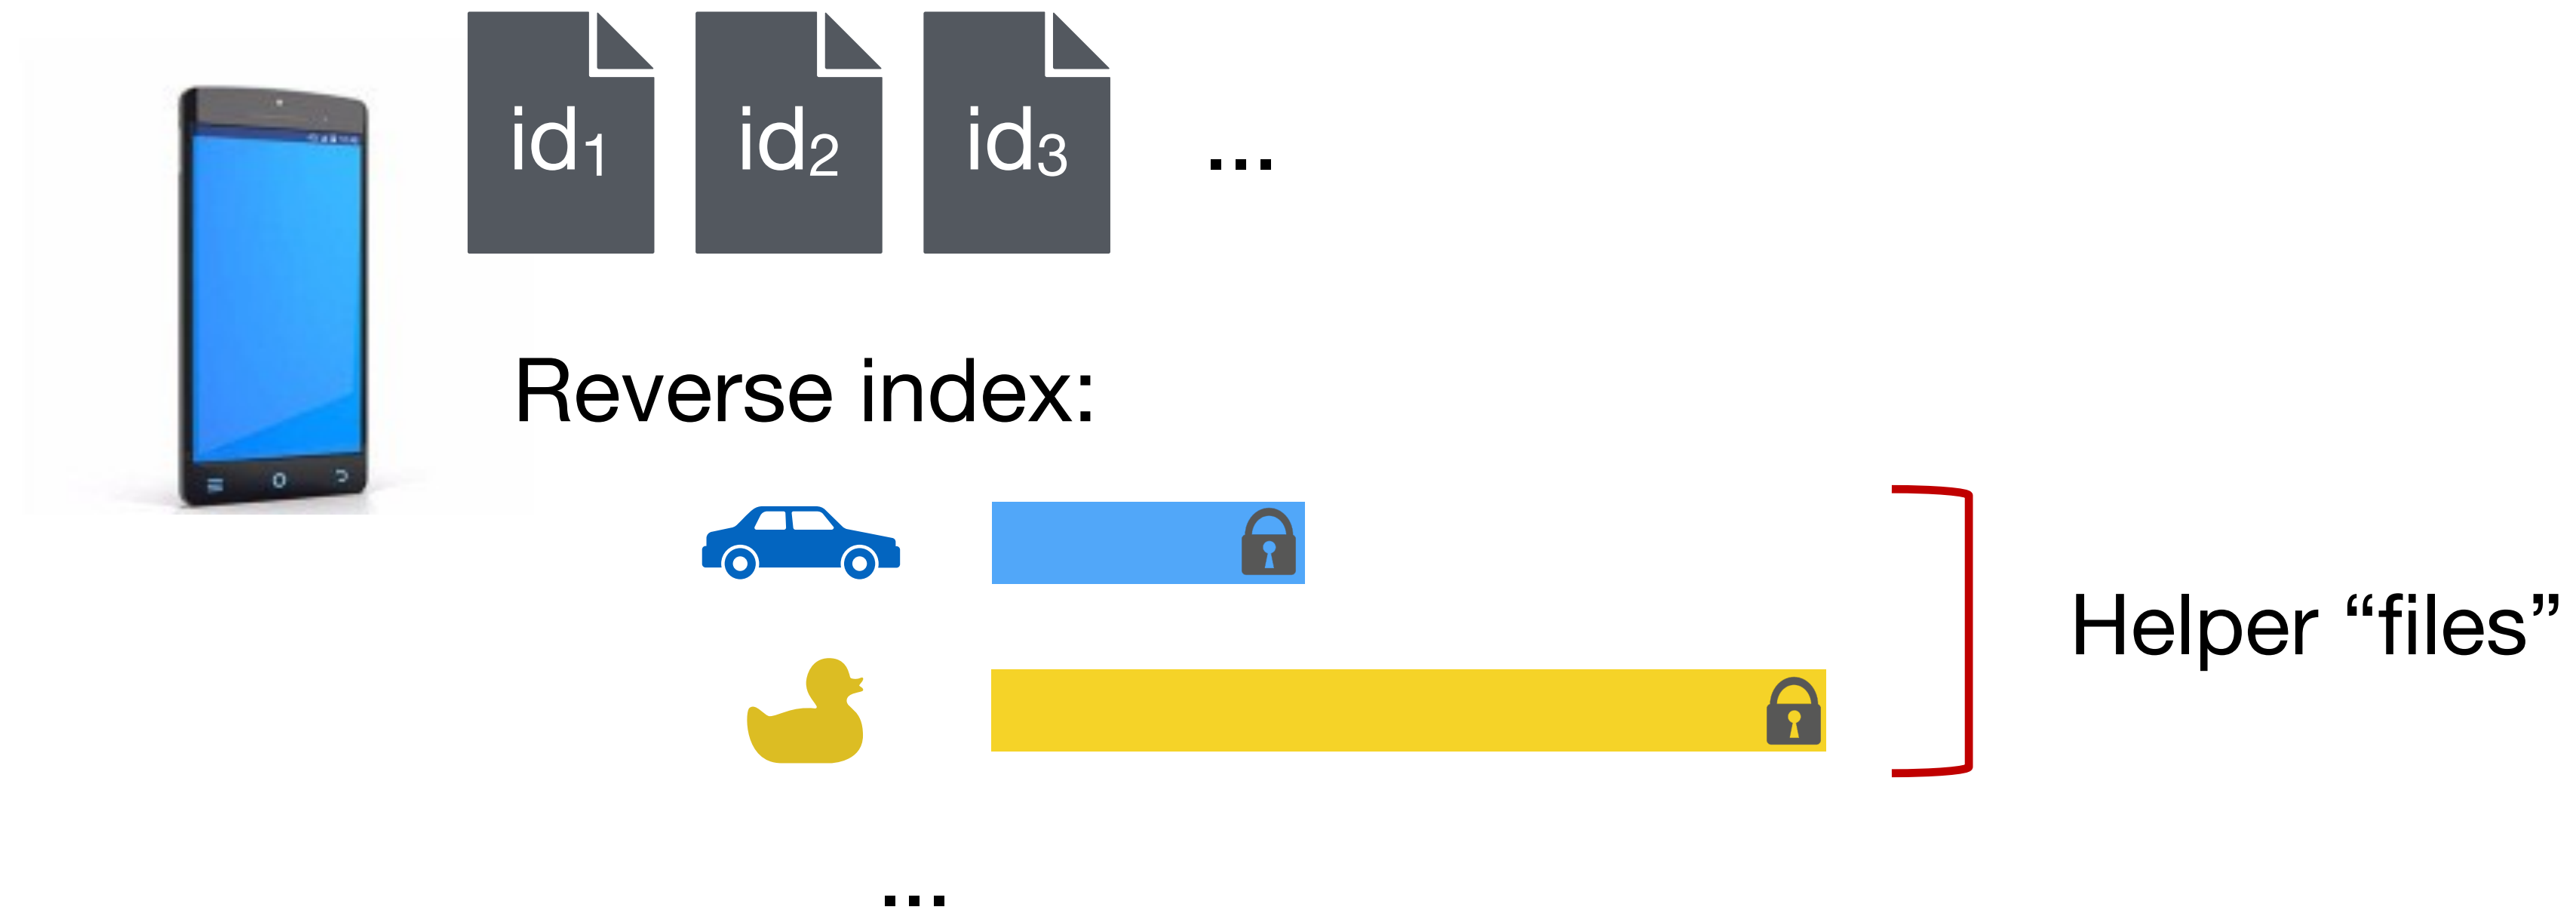 id₁ id₂ id₃ ...
Reverse index:
Helper “files”
...